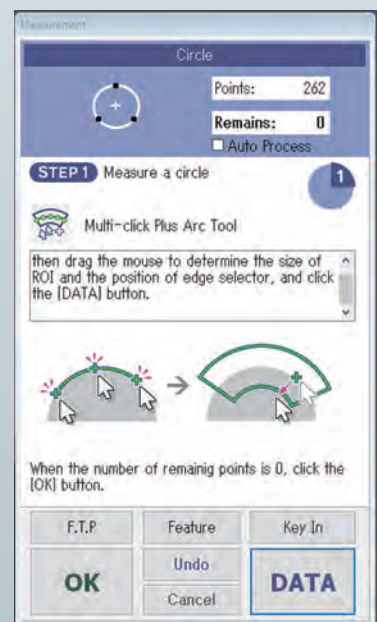 Measurement
Circle
Points: 262
Remains: 0
Auto Process
STEP1 Measure a circle
1
Multi-click Plus Arc Tool
then drag the mouse to determine the size of
ROI and the position of edge selector, and click
the [DATA] button.
When the number of remainig points is 0, click the
[OK] button.
F.T.P Feature Key In
OK Undo DATA
Cancel